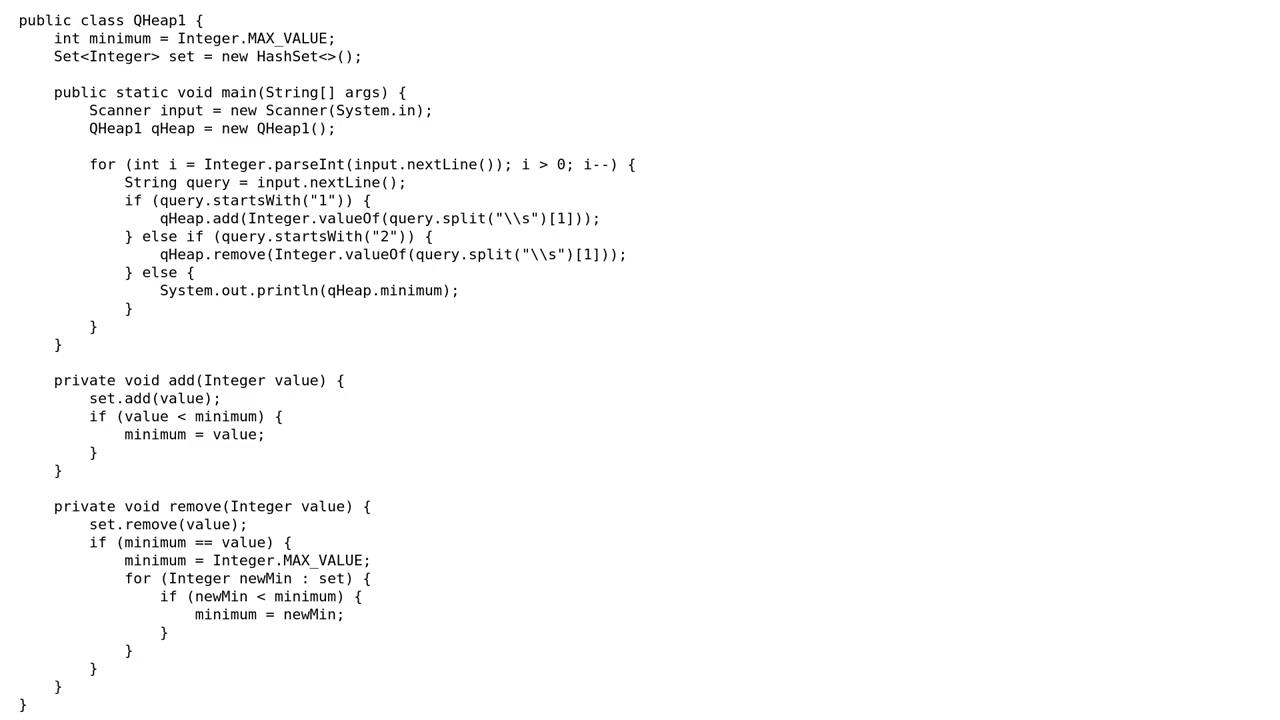 public class QHeap1 {
    int minimum = Integer.MAX_VALUE;
    Set<Integer> set = new HashSet<>();

    public static void main(String[] args) {
        Scanner input = new Scanner(System.in);
        QHeap1 qHeap = new QHeap1();

        for (int i = Integer.parseInt(input.nextLine()); i > 0; i--) {
            String query = input.nextLine();
            if (query.startsWith("1")) {
                qHeap.add(Integer.valueOf(query.split("\\s")[1]));
            } else if (query.startsWith("2")) {
                qHeap.remove(Integer.valueOf(query.split("\\s")[1]));
            } else {
                System.out.println(qHeap.minimum);
            }
        }
    }

    private void add(Integer value) {
        set.add(value);
        if (value < minimum) {
            minimum = value;
        }
    }

    private void remove(Integer value) {
        set.remove(value);
        if (minimum == value) {
            minimum = Integer.MAX_VALUE;
            for (Integer newMin : set) {
                if (newMin < minimum) {
                    minimum = newMin;
                }
            }
        }
    }
}